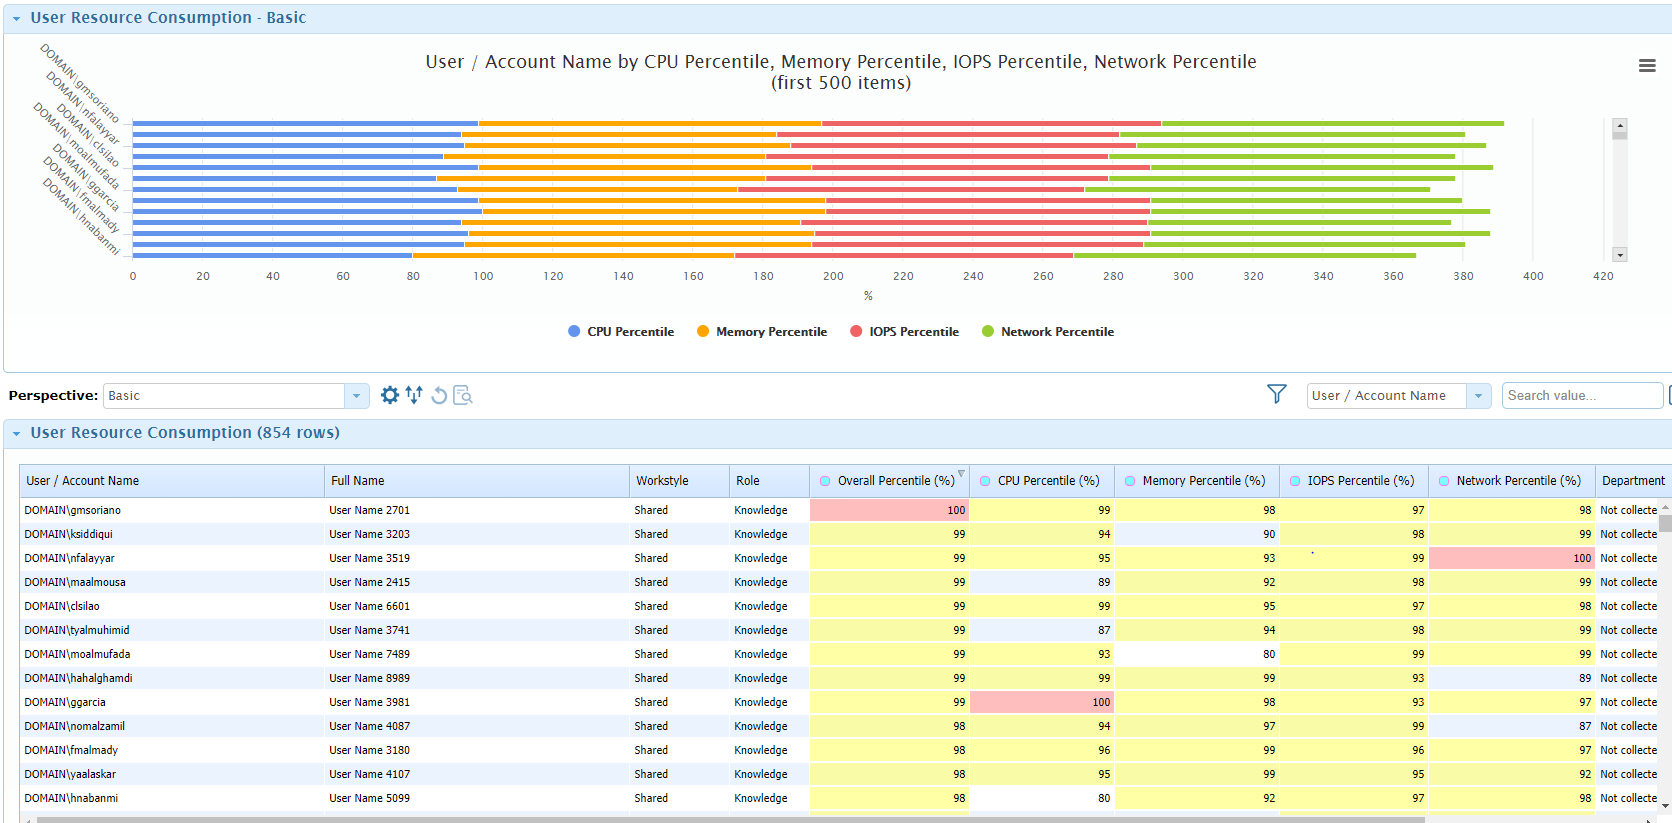 User Resource Consumption - Basic
User / Account Name by CPU Percentile, Memory Percentile, IOPS Percentile, Network Percentile
(first 500 items)
DOMAIN\gmsoriano
DOMAIN\nfalayyar
DOMAIN\clsilao
DOMAIN\moalmufada
DOMAIN\ggarcia
DOMAIN\fmalmady
DOMAIN\hnabanmi
0 20 40 60 80 100 120 140 160 180 200 220 240 260 280 300 320 340 360 380 400 420
%
CPU Percentile Memory Percentile IOPS Percentile Network Percentile
Perspective: Basic User / Account Name Search value...
User Resource Consumption (854 rows)
User / Account Name Full Name Workstyle Role Overall Percentile (%) CPU Percentile (%) Memory Percentile (%) IOPS Percentile (%) Network Percentile (%) Department
DOMAIN\gmsoriano User Name 2701 Shared Knowledge 100 99 98 97 98 Not collecte
DOMAIN\ksiddiqui User Name 3203 Shared Knowledge 99 94 90 98 99 Not collecte
DOMAIN\nfalayyar User Name 3519 Shared Knowledge 99 95 93 99 100 Not collecte
DOMAIN\maalmousa User Name 2415 Shared Knowledge 99 89 92 98 99 Not collecte
DOMAIN\clsilao User Name 6601 Shared Knowledge 99 99 95 97 98 Not collecte
DOMAIN\tyalmuhimid User Name 3741 Shared Knowledge 99 87 94 98 99 Not collecte
DOMAIN\moalmufada User Name 7489 Shared Knowledge 99 93 80 99 99 Not collecte
DOMAIN\hahalghamdi User Name 8989 Shared Knowledge 99 99 99 93 89 Not collecte
DOMAIN\ggarcia User Name 3981 Shared Knowledge 99 100 98 93 97 Not collecte
DOMAIN\nomalzamil User Name 4087 Shared Knowledge 98 94 97 99 87 Not collecte
DOMAIN\fmalmady User Name 3180 Shared Knowledge 98 96 99 96 97 Not collecte
DOMAIN\yaalaskar User Name 4107 Shared Knowledge 98 95 99 95 92 Not collecte
DOMAIN\hnabanmi User Name 5099 Shared Knowledge 98 80 92 97 98 Not collecte